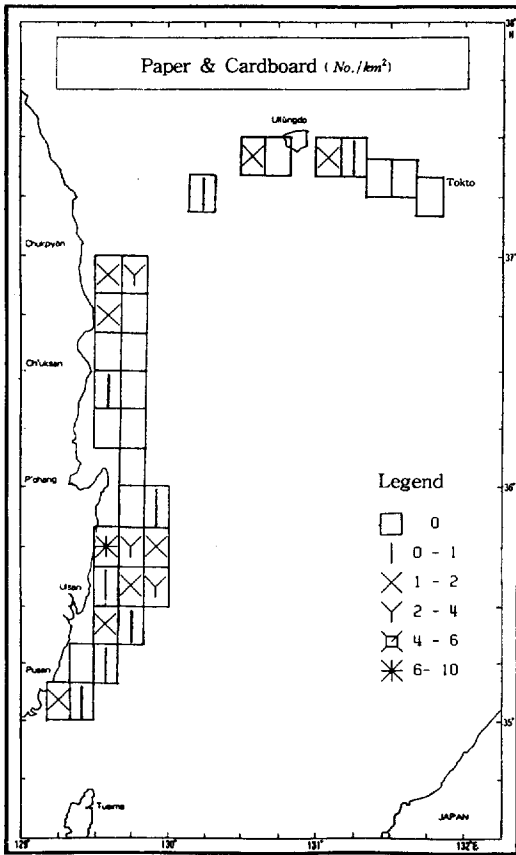 38°
N
Paper & Cardboard (No./km²)
Ullŭngdo
Tokto
Chukpyŏn
37°
Ch'uksan
P'ohang
36°
Legend
0
0 - 1
1 - 2
2 - 4
4 - 6
6- 10
Ulsan
Pusan
35°
Tusima
JAPAN
129°
130°
131°
132°E